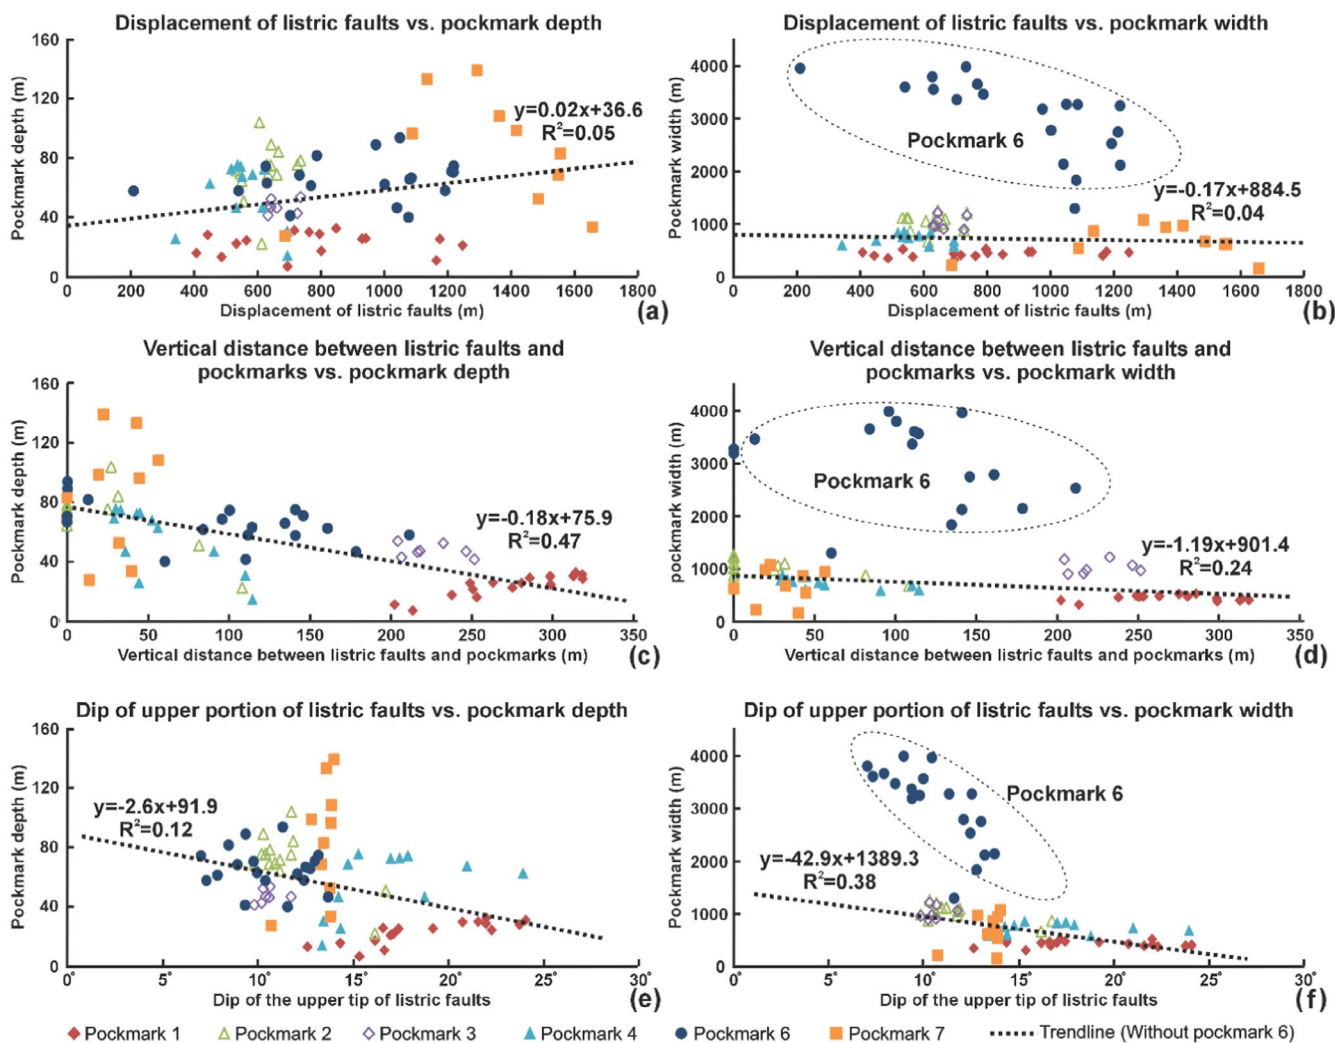 Displacement of listric faults vs. pockmark depth
160
120
80
40
0
Pockmark depth (m)
y=0.02x+36.6
R²=0.05
0 200 400 600 800 1000 1200 1400 1600 1800
Displacement of listric faults (m)
(a)
Displacement of listric faults vs. pockmark width
4000
3000
2000
1000
0
Pockmark width (m)
Pockmark 6
y=-0.17x+884.5
R²=0.04
0 200 400 600 800 1000 1200 1400 1600 1800
Displacement of listric faults (m)
(b)
Vertical distance between listric faults and
pockmarks vs. pockmark depth
160
120
80
40
0
Pockmark depth (m)
y=-0.18x+75.9
R²=0.47
0 50 100 150 200 250 300 350
Vertical distance between listric faults and pockmarks (m)
(c)
Vertical distance between listric faults and
pockmarks vs. pockmark width
4000
3000
2000
1000
0
pockmark width (m)
Pockmark 6
y=-1.19x+901.4
R²=0.24
0 50 100 150 200 250 300 350
Vertical distance between listric faults and pockmarks (m)
(d)
Dip of upper portion of listric faults vs. pockmark depth
160
120
80
40
0
Pockmark depth (m)
y=-2.6x+91.9
R²=0.12
0° 5° 10° 15° 20° 25° 30°
Dip of the upper tip of listric faults
(e)
Dip of upper portion of listric faults vs. pockmark width
4000
3000
2000
1000
0
Pockmark width (m)
Pockmark 6
y=-42.9x+1389.3
R²=0.38
0° 5° 10° 15° 20° 25° 30°
Dip of the upper tip of listric faults
(f)
Pockmark 1 Pockmark 2 Pockmark 3 Pockmark 4 Pockmark 6 Pockmark 7 Trendline (Without pockmark 6)